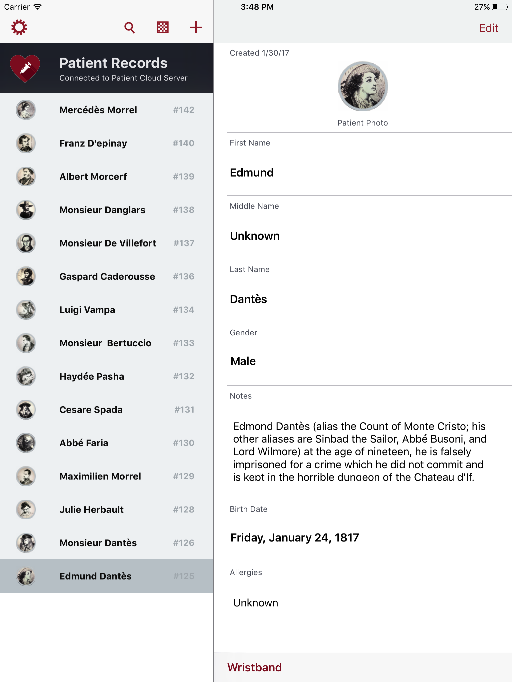 Carrier
3:48 PM
27%
Edit
Patient Records
Connected to Patient Cloud Server
Mercédès Morrel #142
Franz D'epinay #140
Albert Morcerf #139
Monsieur Danglars #138
Monsieur De Villefort #137
Gaspard Caderousse #136
Luigi Vampa #134
Monsieur Bertuccio #133
Haydée Pasha #132
Cesare Spada #131
Abbé Faria #130
Maximilien Morrel #129
Julie Herbault #128
Monsieur Dantès #126
Edmund Dantès #125
Created 1/30/17
Patient Photo
First Name
Edmund
Middle Name
Unknown
Last Name
Dantès
Gender
Male
Notes
Edmond Dantès (alias the Count of Monte Cristo; his
other aliases are Sinbad the Sailor, Abbé Busoni, and
Lord Wilmore) at the age of nineteen, he is falsely
imprisoned for a crime which he did not commit and
is kept in the horrible dungeon of the Chateau d'If.
Birth Date
Friday, January 24, 1817
Allergies
Unknown
Wristband